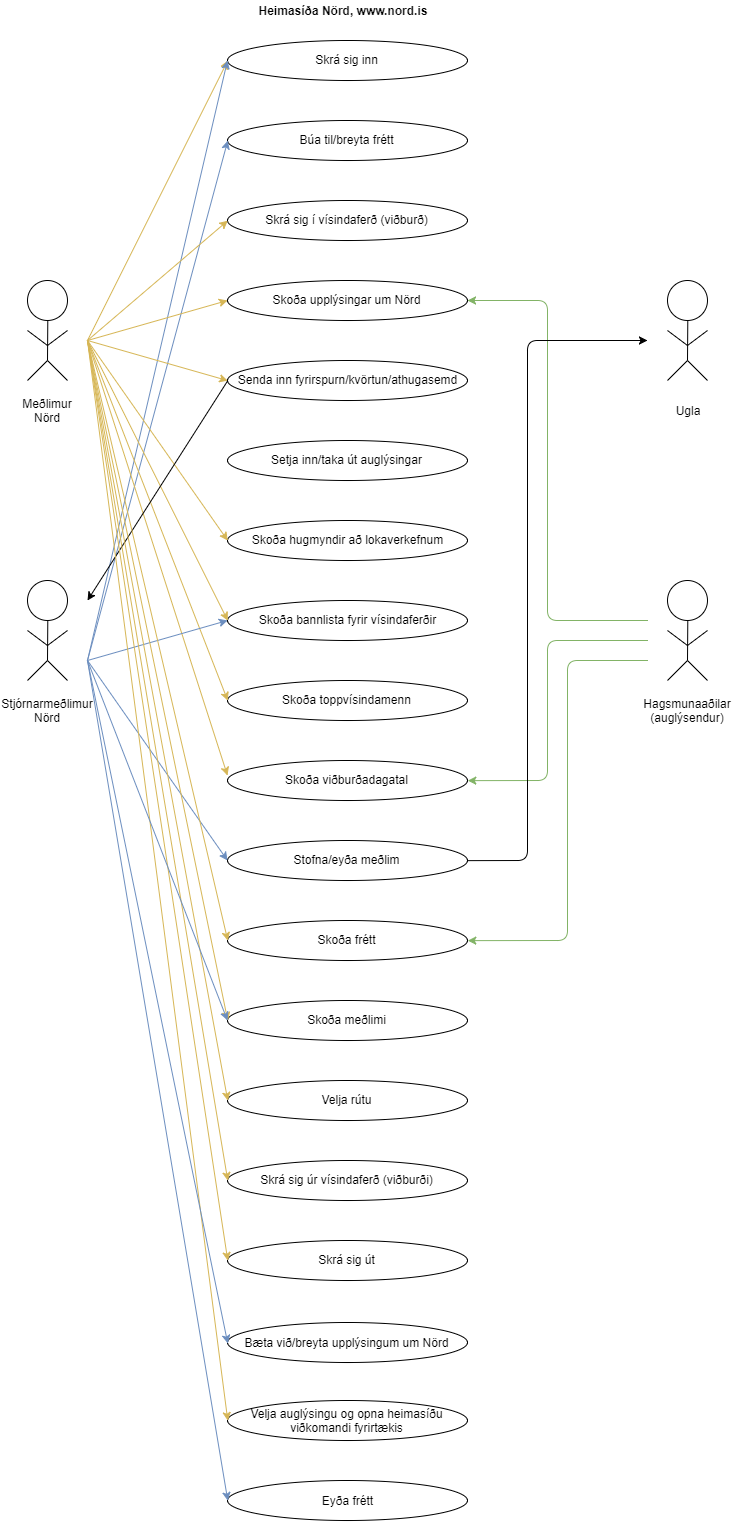 Heimasíða Nörd, www.nord.is
Skrá sig inn
Búa til/breyta frétt
Skrá sig í vísindaferð (viðburð)
Skoða upplýsingar um Nörd
Senda inn fyrirspurn/kvörtun/athugasemd
Meðlimur
Nörd
Ugla
Setja inn/taka út auglýsingar
Skoða hugmyndir að lokaverkefnum
Skoða bannlista fyrir vísindaferðir
Stjórnarmeðlimur
Nörd
Skoða toppvísindamenn
Hagsmunaaðilar
(auglýsendur)
Skoða viðburðadagatal
Stofna/eyða meðlim
Skoða frétt
Skoða meðlimi
Velja rútu
Skrá sig úr vísindaferð (viðburði)
Skrá sig út
Bæta við/breyta upplýsingum um Nörd
Velja auglýsingu og opna heimasíðu
viðkomandi fyrirtækis
Eyða frétt